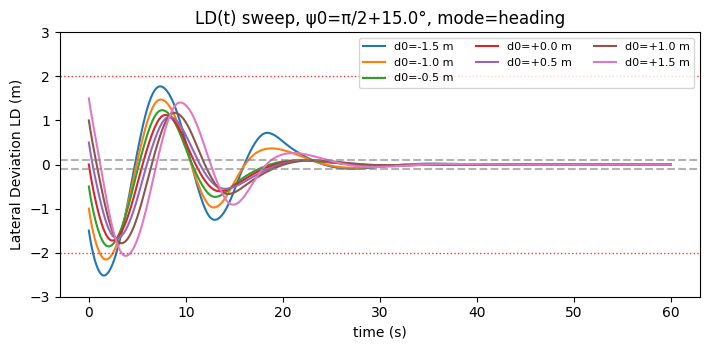 LD(t) sweep, ψ0=π/2+15.0°, mode=heading
d0=-1.5 m
d0=-1.0 m
d0=-0.5 m
d0=+0.0 m
d0=+0.5 m
d0=+1.0 m
d0=+1.5 m
Lateral Deviation LD (m)
3
2
1
0
−1
−2
−3
0 10 20 30 40 50 60
time (s)